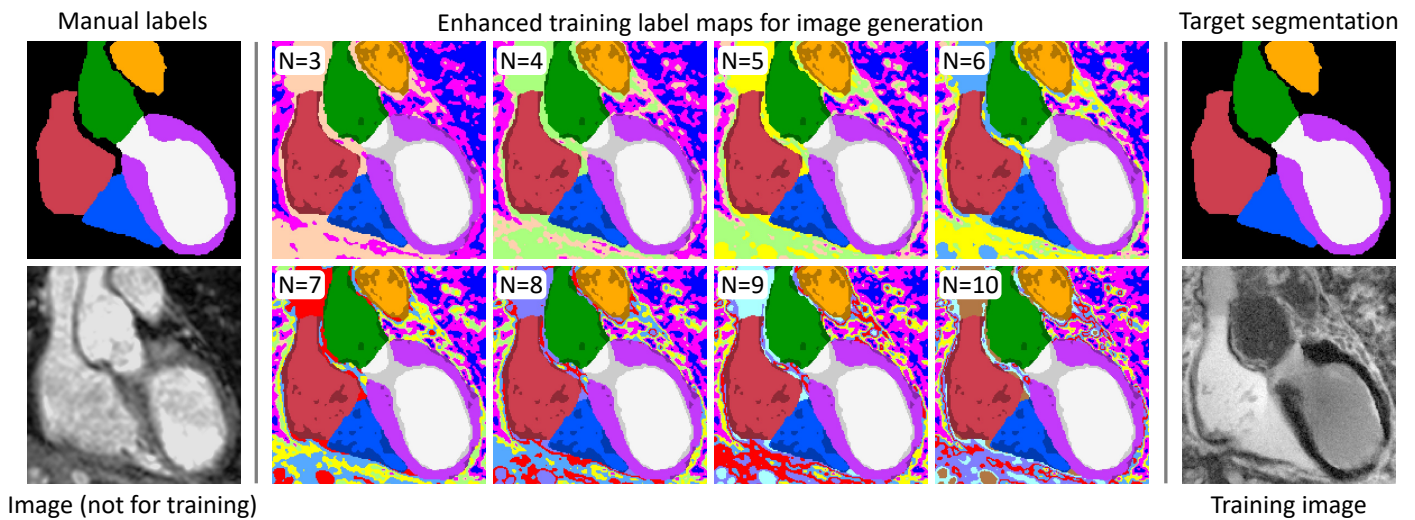 Manual labels
Enhanced training label maps for image generation
Target segmentation
N=3
N=4
N=5
N=6
N=7
N=8
N=9
N=10
Image (not for training)
Training image